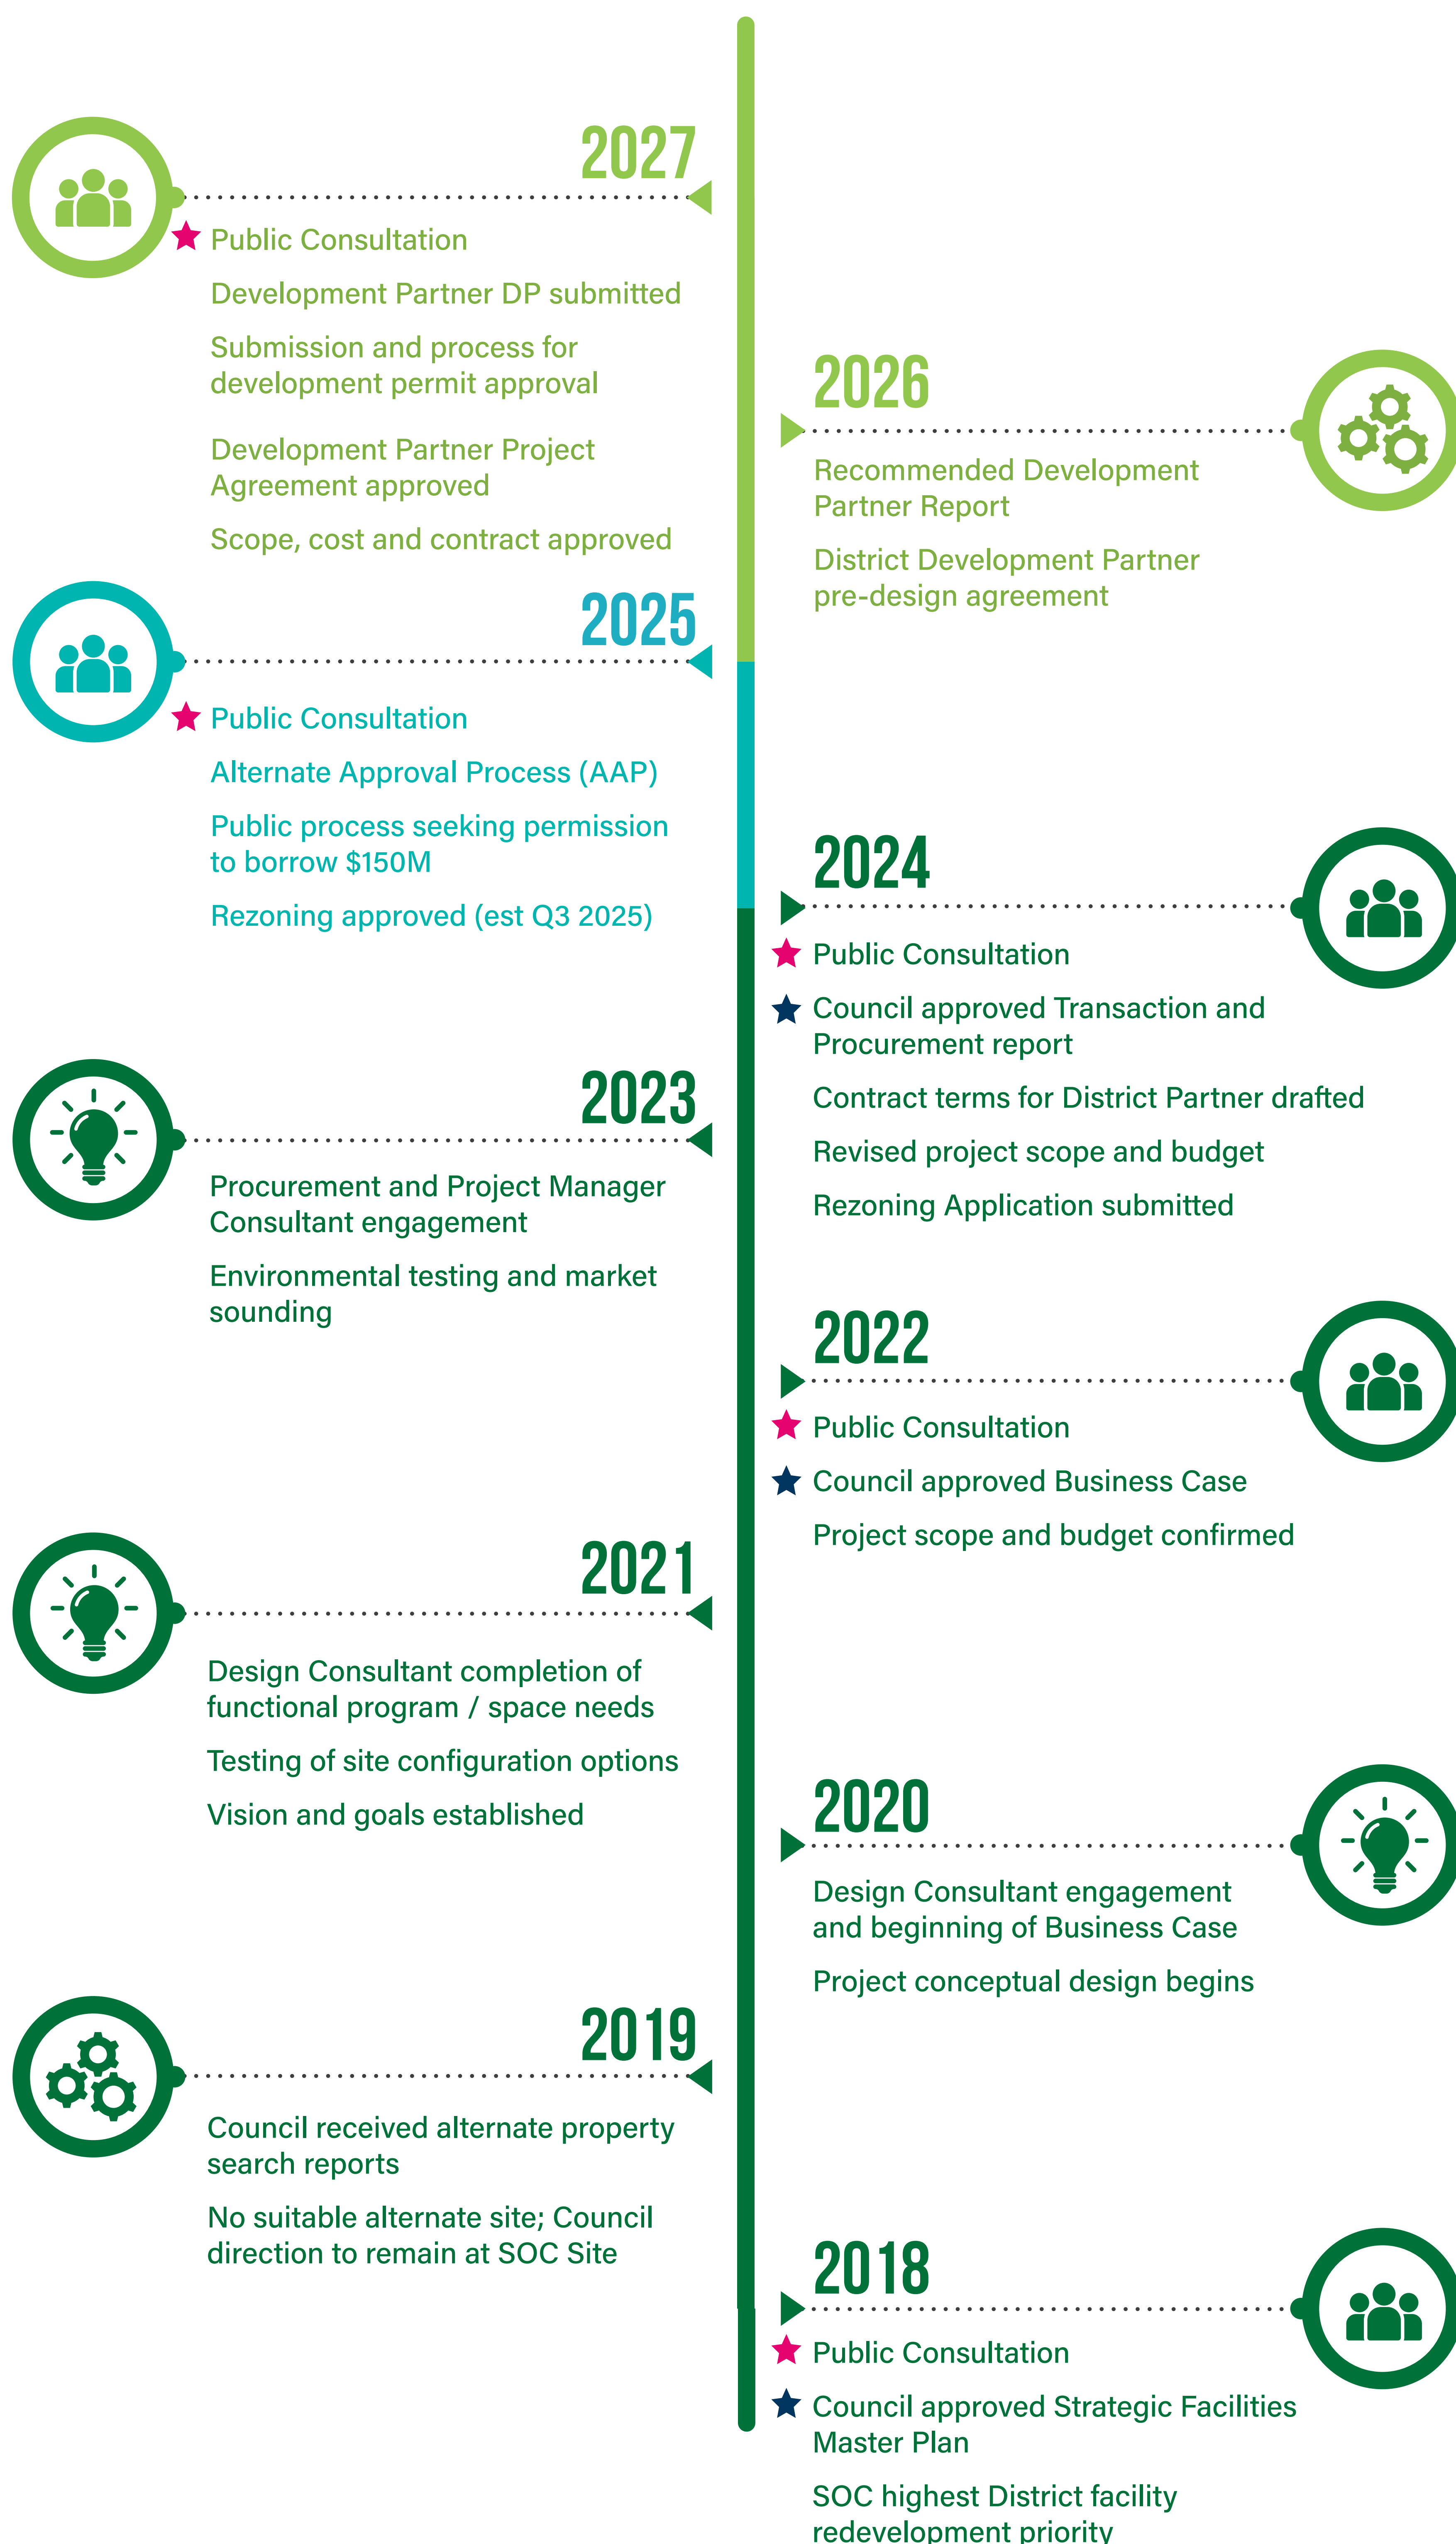 2027
Public Consultation
Development Partner DP submitted
Submission and process for
development permit approval
Development Partner Project
Agreement approved
Scope, cost and contract approved
2026
Recommended Development
Partner Report
District Development Partner
pre-design agreement
2025
Public Consultation
Alternate Approval Process (AAP)
Public process seeking permission
to borrow $150M
Rezoning approved (est Q3 2025)
2024
Public Consultation
Council approved Transaction and
Procurement report
Contract terms for District Partner drafted
Revised project scope and budget
Rezoning Application submitted
2023
Procurement and Project Manager
Consultant engagement
Environmental testing and market
sounding
2022
Public Consultation
Council approved Business Case
Project scope and budget confirmed
2021
Design Consultant completion of
functional program / space needs
Testing of site configuration options
Vision and goals established
2020
Design Consultant engagement
and beginning of Business Case
Project conceptual design begins
2019
Council received alternate property
search reports
No suitable alternate site; Council
direction to remain at SOC Site
2018
Public Consultation
Council approved Strategic Facilities
Master Plan
SOC highest District facility
redevelopment priority